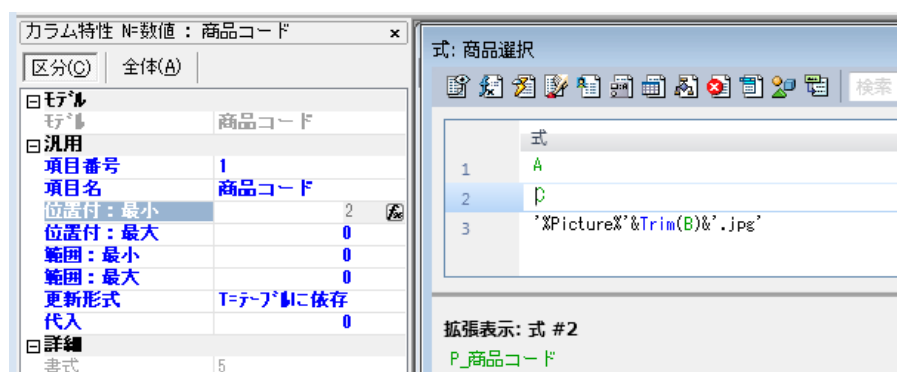 カラム特性 N=数値 : 商品コード
区分(C) 全体(A)
モデル
モデル 商品コード
汎用
項目番号 1
項目名 商品コード
位置付:最小 2
位置付:最大 0
範囲:最小 0
範囲:最大 0
更新形式 T=テーブルに依存
代入 0
詳細
書式 5
式: 商品選択
検索
式
1 A
2
3 '%Picture%'&Trim(B)&'.jpg'
拡張表示: 式 #2
P_商品コード